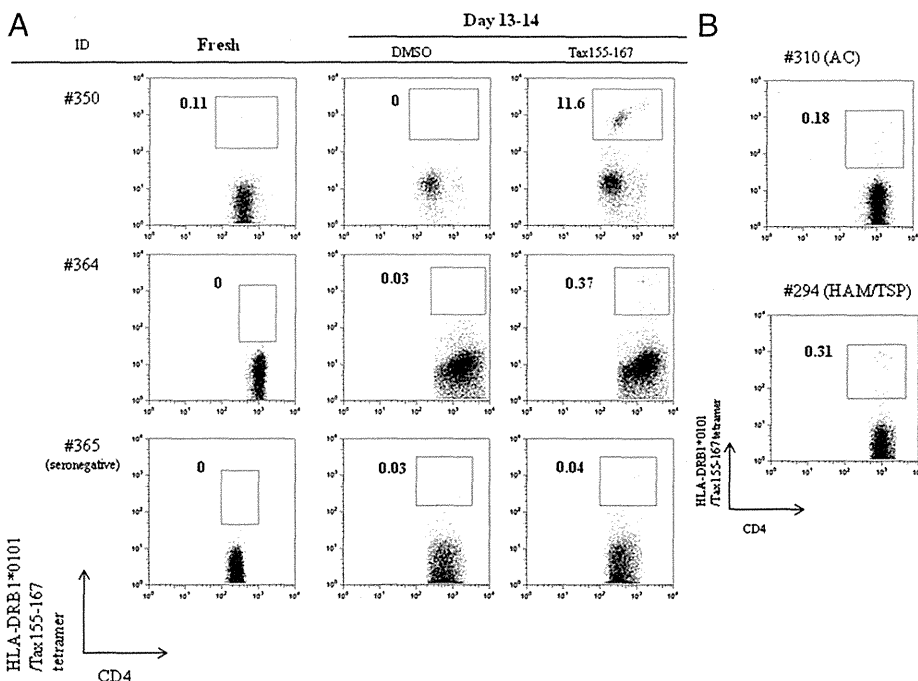 A
B
Day 13-14
ID
Fresh
DMSO
Tax155-167
#350
0.11
0
11.6
#364
0
0.03
0.37
#365
(seronegative)
0
0.03
0.04
HLA-DRB1*0101
/Tax155-167
tetramer
CD4
#310 (AC)
0.18
#294 (HAM/TSP)
0.31
HLA-DRB1*0101
/Tax155-167 tetramer
CD4